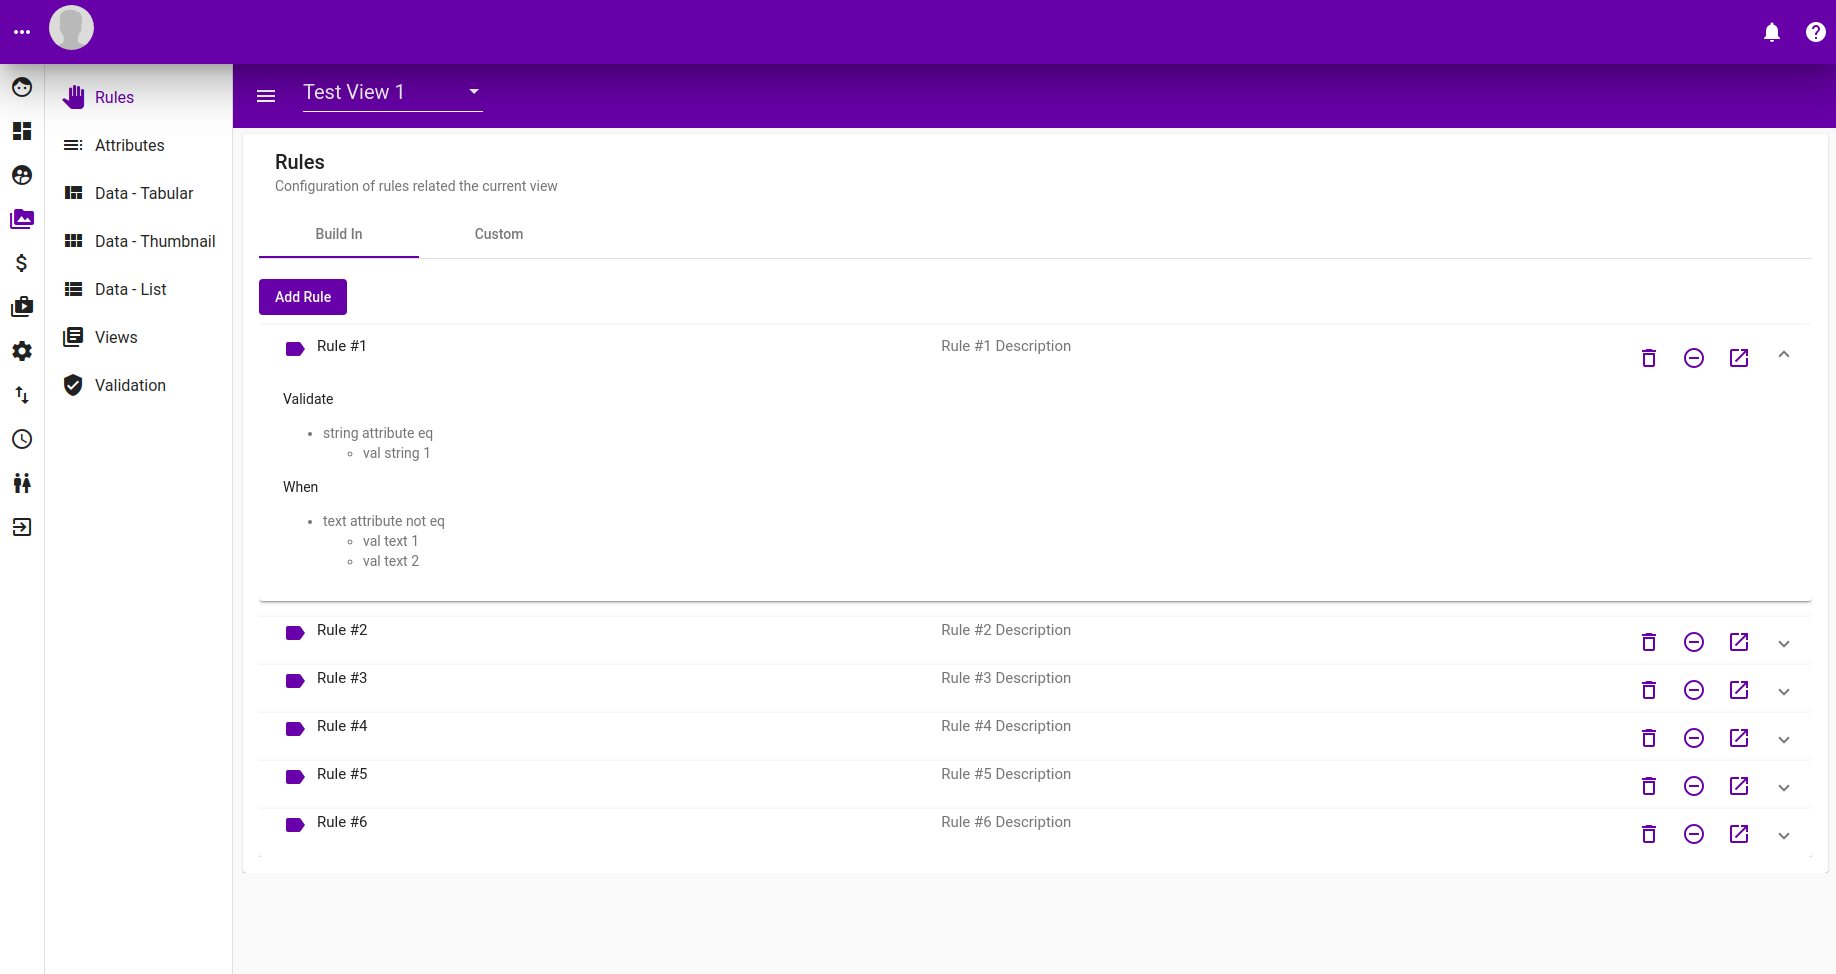 Rules
Attributes
Data - Tabular
Data - Thumbnail
Data - List
Views
Validation
Test View 1
Rules
Configuration of rules related the current view
Build In
Custom
Add Rule
Rule #1
Rule #1 Description
Validate
string attribute eq
val string 1
When
text attribute not eq
val text 1
val text 2
Rule #2
Rule #2 Description
Rule #3
Rule #3 Description
Rule #4
Rule #4 Description
Rule #5
Rule #5 Description
Rule #6
Rule #6 Description